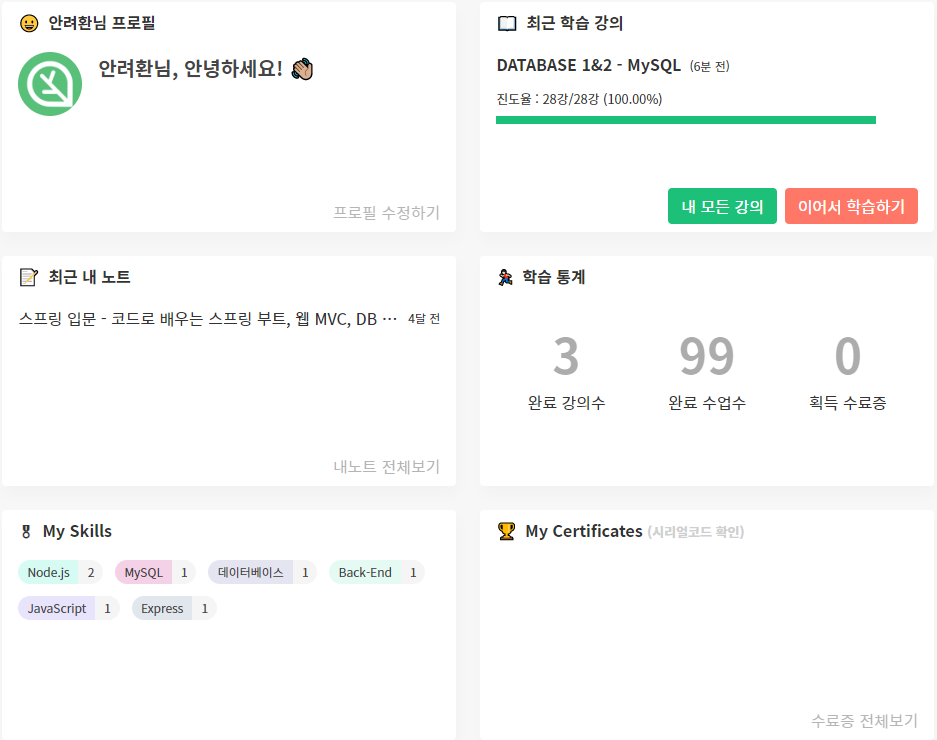 안려환님 프로필
안려환님, 안녕하세요!
프로필 수정하기
최근 학습 강의
DATABASE 1&2 - MySQL (6분 전)
진도율 : 28강/28강 (100.00%)
내 모든 강의
이어서 학습하기
최근 내 노트
스프링 입문 - 코드로 배우는 스프링 부트, 웹 MVC, DB ··· 4달 전
내노트 전체보기
학습 통계
3 99 0
완료 강의수 완료 수업수 획득 수료증
My Skills
Node.js 2 MySQL 1 데이터베이스 1 Back-End 1
JavaScript 1 Express 1
My Certificates (시리얼코드 확인)
수료증 전체보기